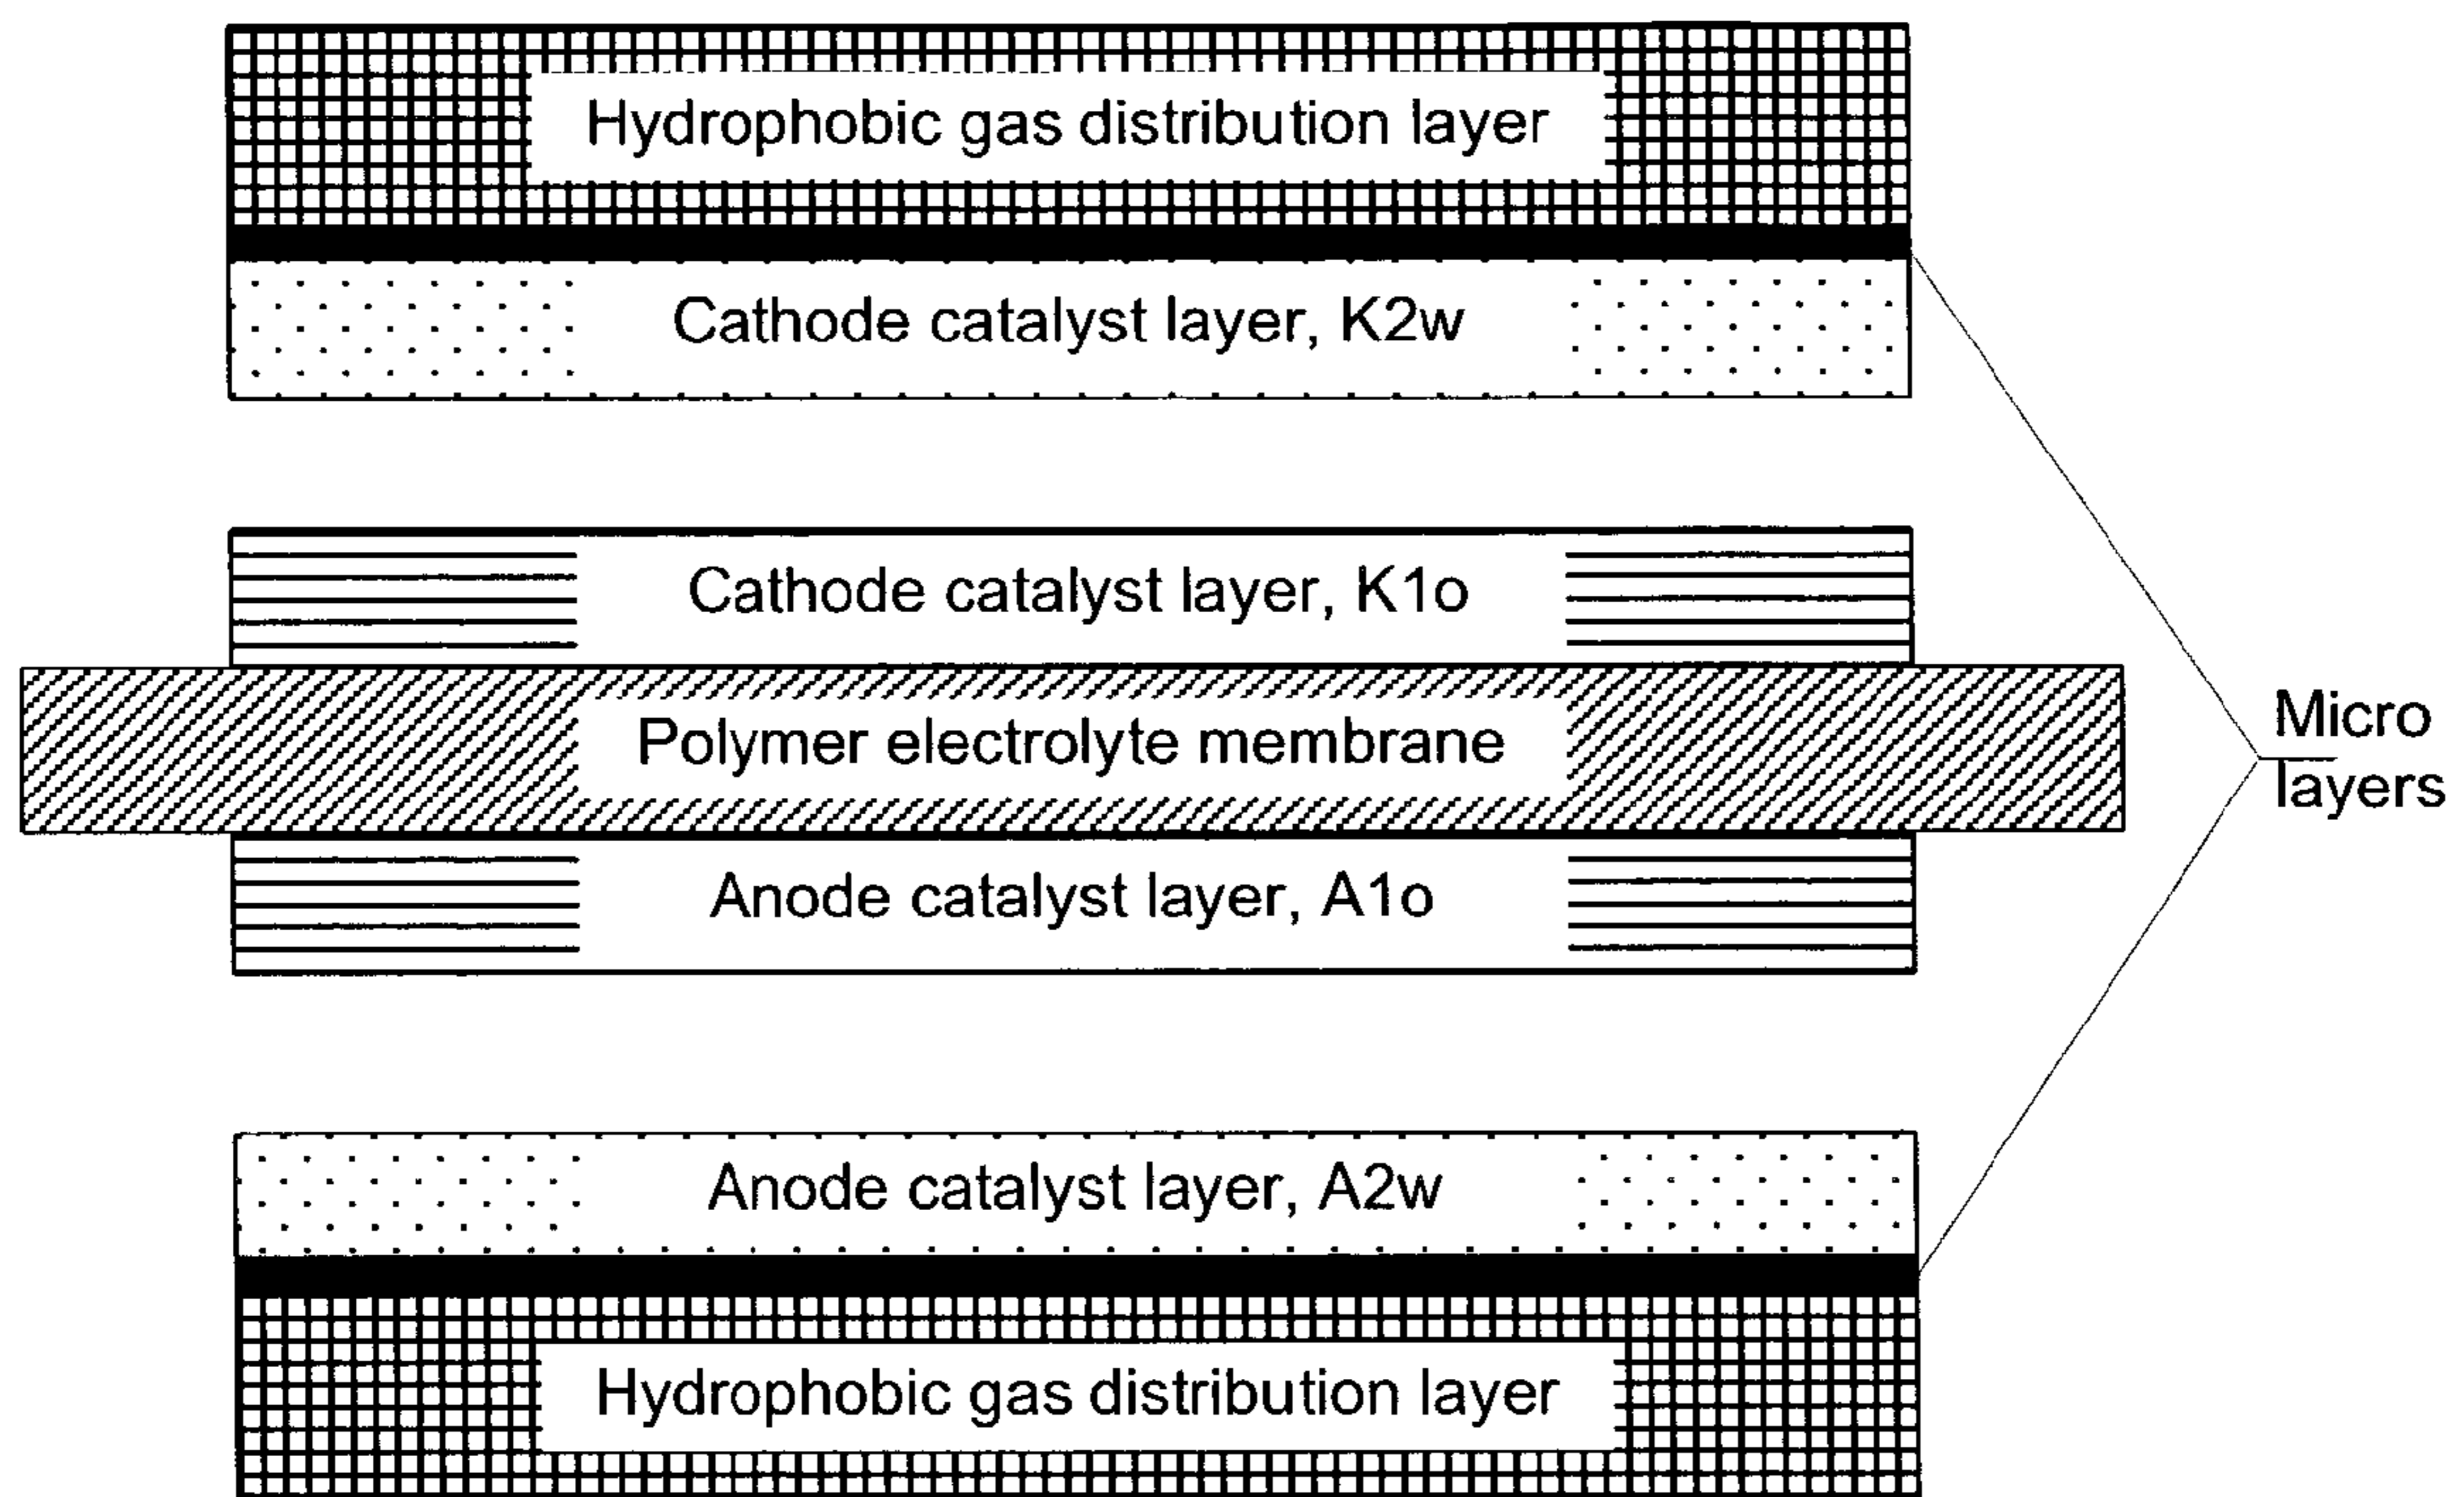 Hydrophobic gas distribution layer
Cathode catalyst layer, K2w
Cathode catalyst layer, K1o
Polymer electrolyte membrane
Micro
layers
Anode catalyst layer, A1o
Anode catalyst layer, A2w
Hydrophobic gas distribution layer